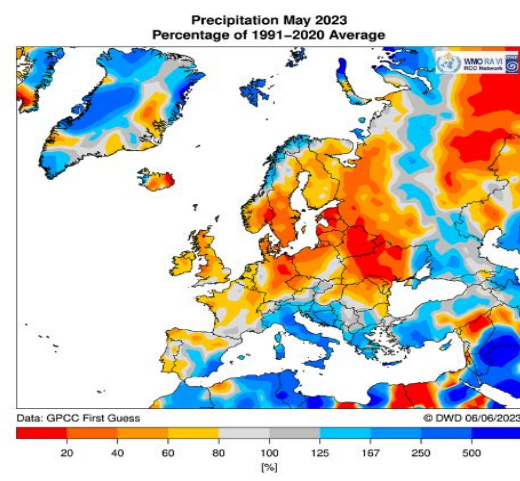 Precipitation May 2023
Percentage of 1991–2020 Average
WMO RA VI
RCC Network
DWD
Data: GPCC First Guess
© DWD 06/06/2023
20 40 60 80 100 125 167 250 500
[%]